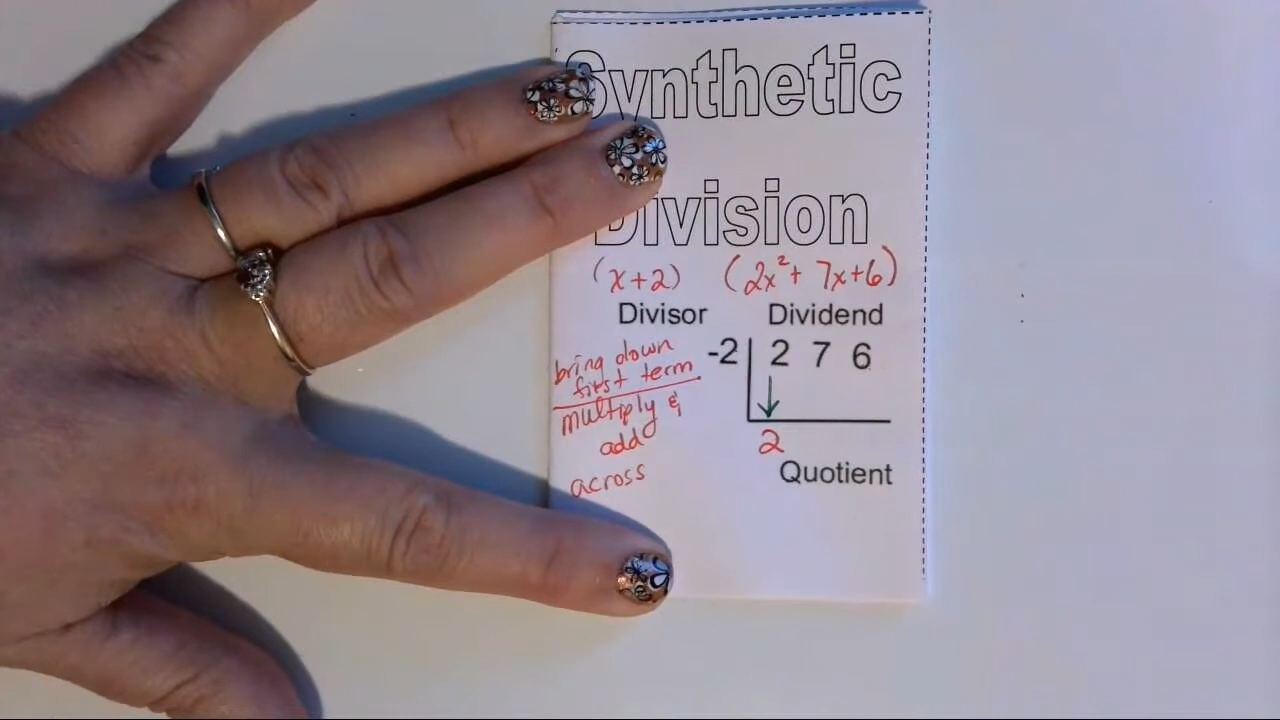 Synthetic
Division
(x+2) (2x²+ 7x+6)
Divisor Dividend
bring down
first term
-2 2 7 6
multiply &
add
2
across
Quotient